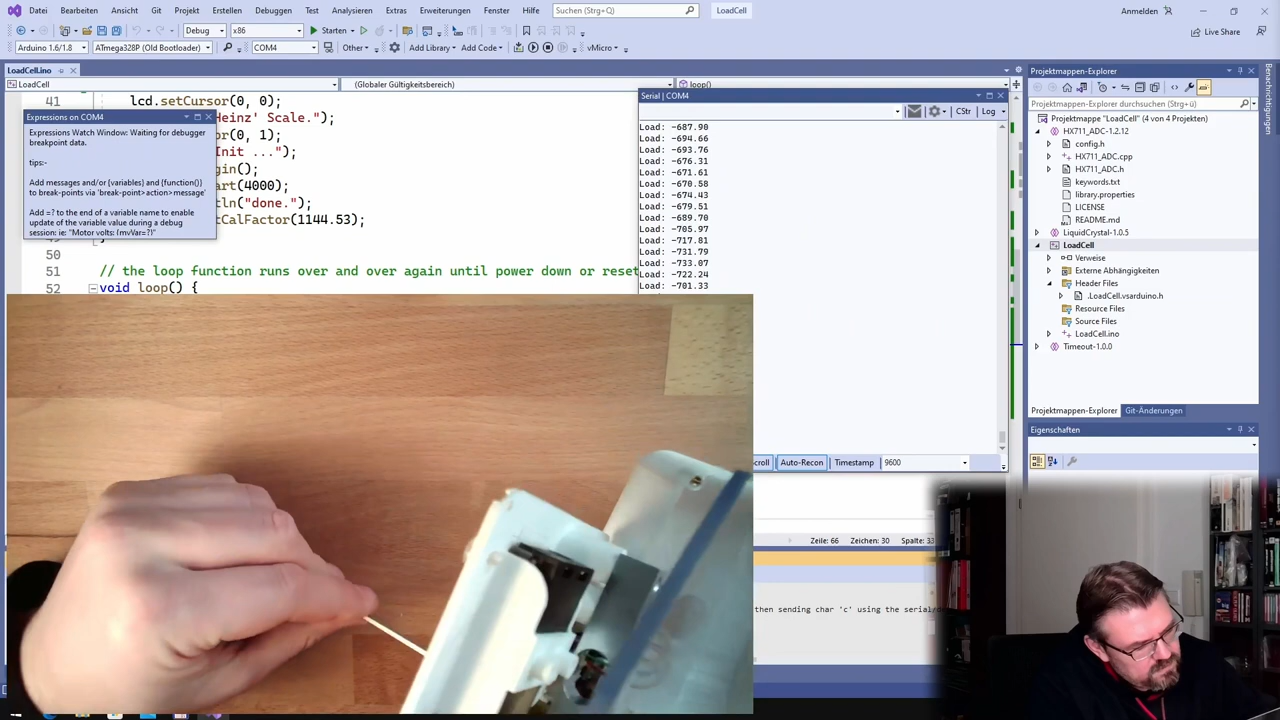 Datei Bearbeiten Ansicht Git Projekt Erstellen Debuggen Test Analysieren Extras Erweiterungen Fenster Hilfe Suchen (Strg+Q) LoadCell Anmelden
Debug x86 Starten Live Share
Arduino 1.6/1.8 ATmega328P (Old Bootloader) COM4 Other Add Library Add Code vMicro
LoadCell.ino
LoadCell (Globaler Gültigkeitsbereich) loop()
41 lcd.setCursor(0, 0);
Heinz' Scale.");
or(0, 1);
Init ...");
gin();
art(4000);
tln("done.");
tCalFactor(1144.53);
50
51 // the loop function runs over and over again until power down or reset
52 void loop() {
Expressions on COM4
Expressions Watch Window: Waiting for debugger
breakpoint data.
tips:-
Add messages and/or {variables} and {function()}
to break-points via 'break-point>action>message'
Add =? to the end of a variable name to enable
update of the variable value during a debug
session: ie: "Motor volts: {mvVar=?}"
Serial | COM4
CStr Log
Load: -687.90
Load: -694.66
Load: -693.76
Load: -676.31
Load: -671.61
Load: -670.58
Load: -674.43
Load: -679.51
Load: -689.70
Load: -705.97
Load: -717.81
Load: -731.79
Load: -733.07
Load: -722.24
Load: -701.33
croll Auto-Recon Timestamp 9600
Zeile: 66 Zeichen: 30 Spalte: 33
then sending char 'c' using the serial/
Projektmappen-Explorer
Projektmappen-Explorer durchsuchen (Strg+ü)
Projektmappe "LoadCell" (4 von 4 Projekten)
HX711_ADC-1.2.12
config.h
HX711_ADC.cpp
HX711_ADC.h
keywords.txt
library.properties
LICENSE
README.md
LiquidCrystal-1.0.5
LoadCell
Verweise
Externe Abhängigkeiten
Header Files
.LoadCell.vsarduino.h
Resource Files
Source Files
LoadCell.ino
Timeout-1.0.0
Projektmappen-Explorer Git-Änderungen
Eigenschaften
Benachrichtigungen